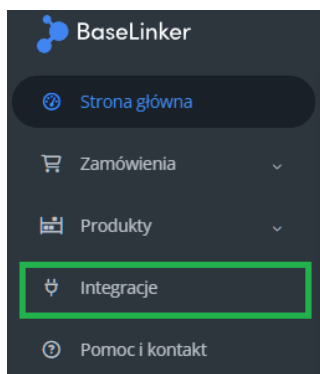 BaseLinker
Strona główna
Zamówienia
Produkty
Integracje
Pomoc i kontakt